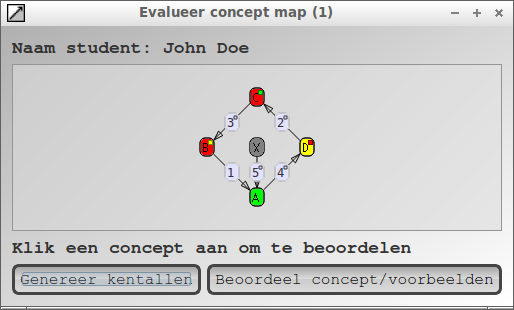 Evalueer concept map (1)
Naam student: John Doe
C
3° 2°
B X D
1 5° 4°
A
Klik een concept aan om te beoordelen
Genereer kentallen Beoordeel concept/voorbeelden